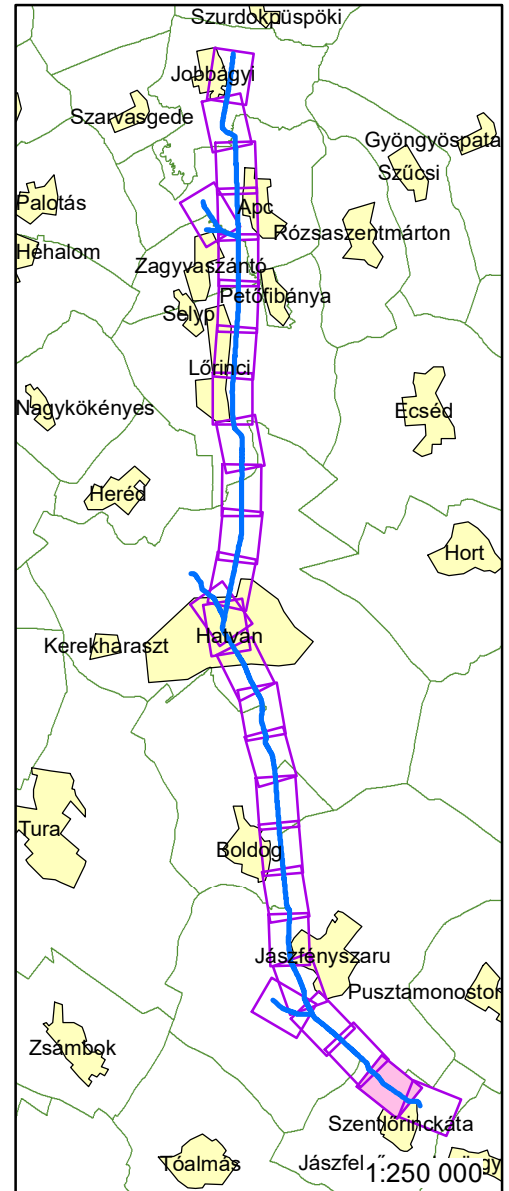 Szurdokpüspöki
Jobbágyi
Szarvasgede
Gyöngyöspata
Szűcsi
Palotás
Apc
Rózsaszentmárton
Héhalom
Zagyvaszántó
Petőfibánya
Selyp
Lőrinci
Nagykökényes
Ecséd
Heréd
Hort
Hatvan
Kerekharaszt
Tura
Boldog
Jászfényszaru
Pusztamonostor
Zsámbok
Szentlőrinckáta
Tóalmás
1:250 000